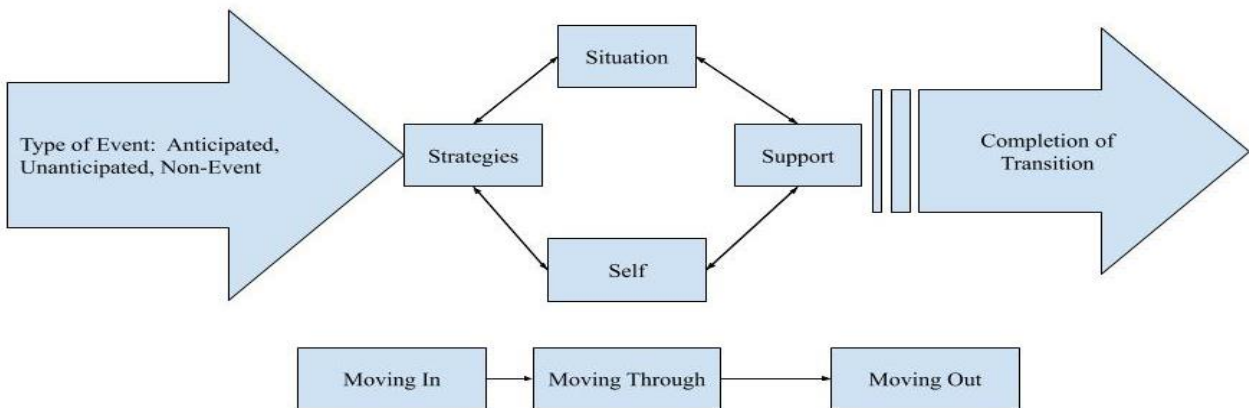 Situation
Type of Event:  Anticipated,
Unanticipated, Non-Event
Strategies
Support
Completion of
Transition
Self
Moving In
Moving Through
Moving Out